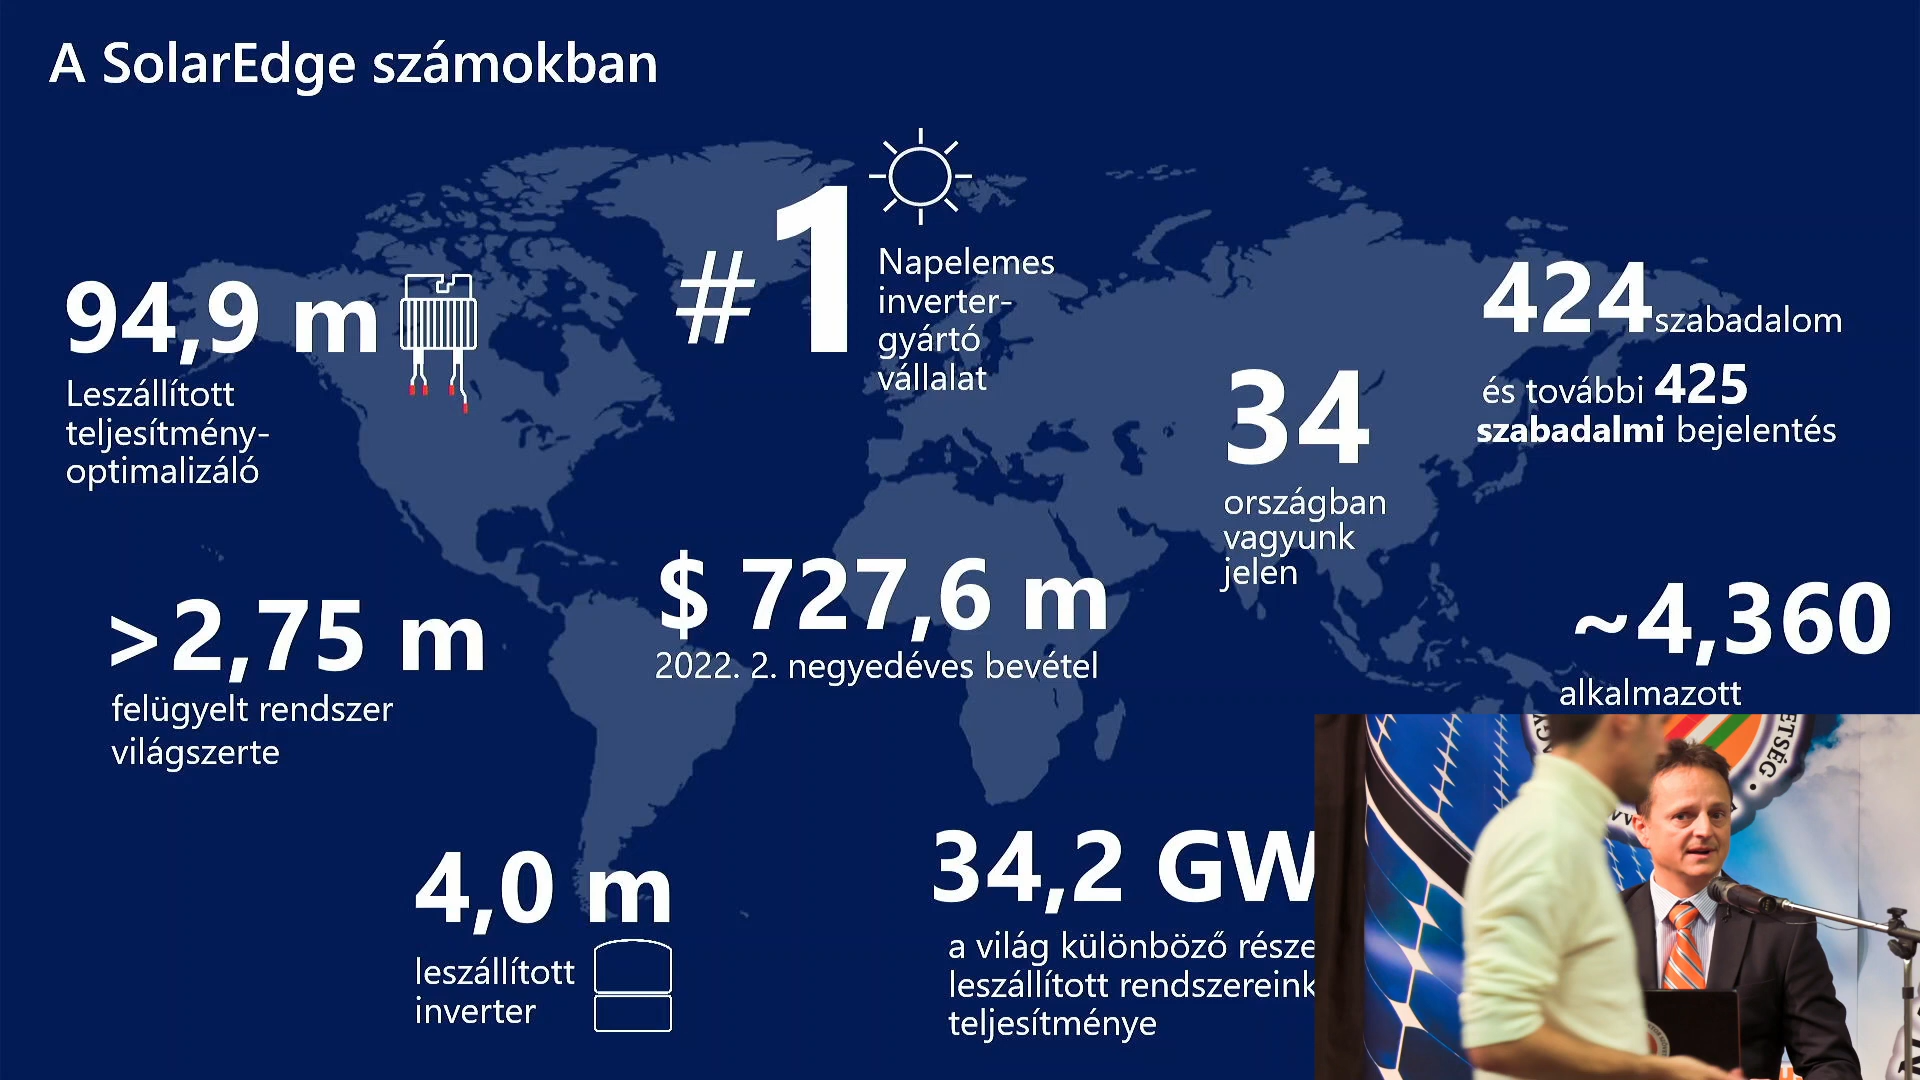 A SolarEdge számokban
94,9 m
Leszállított
teljesítmény-
optimalizáló
#1
Napelemes
inverter-
gyártó
vállalat
424 szabadalom
és további 425
szabadalmi bejelentés
34
országban
vagyunk
jelen
>2,75 m
felügyelt rendszer
világszerte
$ 727,6 m
2022. 2. negyedéves bevétel
~4,360
alkalmazott
4,0 m
leszállított
inverter
34,2 GW
a világ különböző
leszállított
teljesítménye